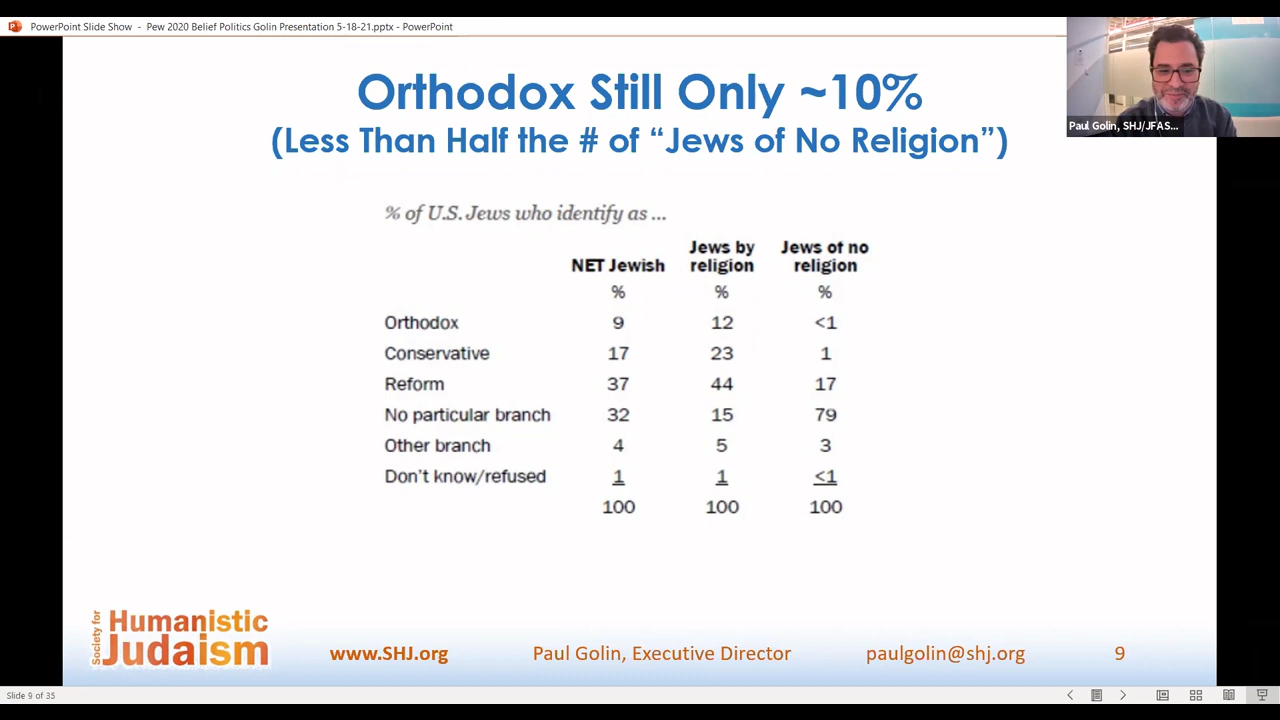 PowerPoint Slide Show - Pew 2020 Belief Politics Golin Presentation 5-18-21.pptx - PowerPoint
Orthodox Still Only ~10%
(Less Than Half the # of “Jews of No Religion”)
Paul Golin, SHJ/JFAS...
% of U.S. Jews who identify as ...
NET Jewish Jews by religion Jews of no religion
% % %
Orthodox 9 12 <1
Conservative 17 23 1
Reform 37 44 17
No particular branch 32 15 79
Other branch 4 5 3
Don't know/refused 1 1 <1
100 100 100
Society for Humanistic Judaism
www.SHJ.org Paul Golin, Executive Director paulgolin@shj.org 9
Slide 9 of 35